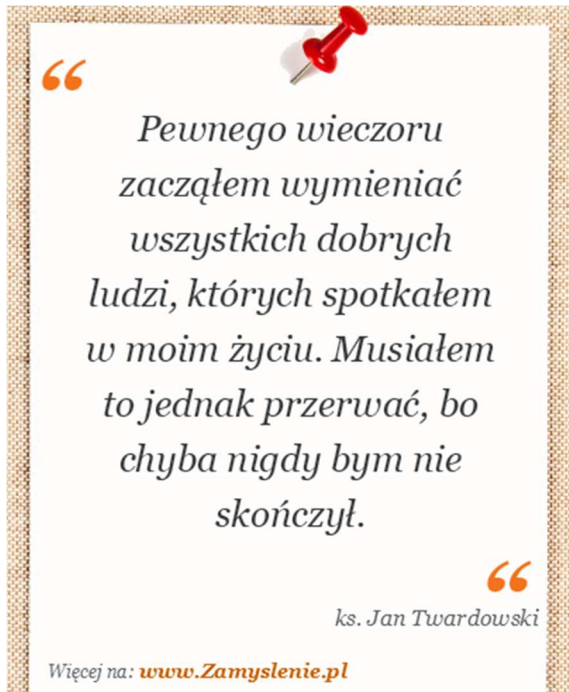 “
Pewnego wieczoru
zacząłem wymieniać
wszystkich dobrych
ludzi, których spotkałem
w moim życiu. Musiałem
to jednak przerwać, bo
chyba nigdy bym nie
skończył.
“
ks. Jan Twardowski
Więcej na: www.Zamyslenie.pl